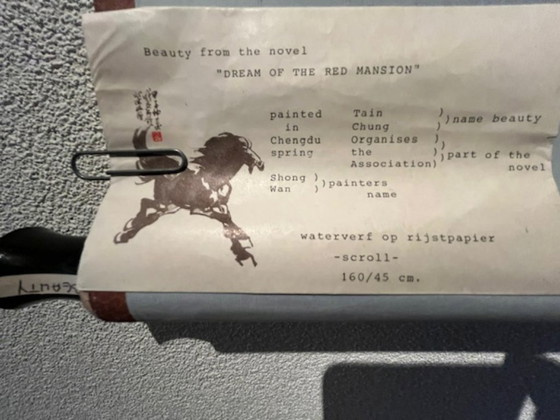 Beauty from the novel
"DREAM OF THE RED MANSION"
painted Tain ))name beauty
in Chung )
Chengdu Organises ))
spring the ))part of the
Association) novel
Shong ))painters
Wan ) name
waterverf op rijstpapier
-scroll-
160/45 cm.
BEAUTY